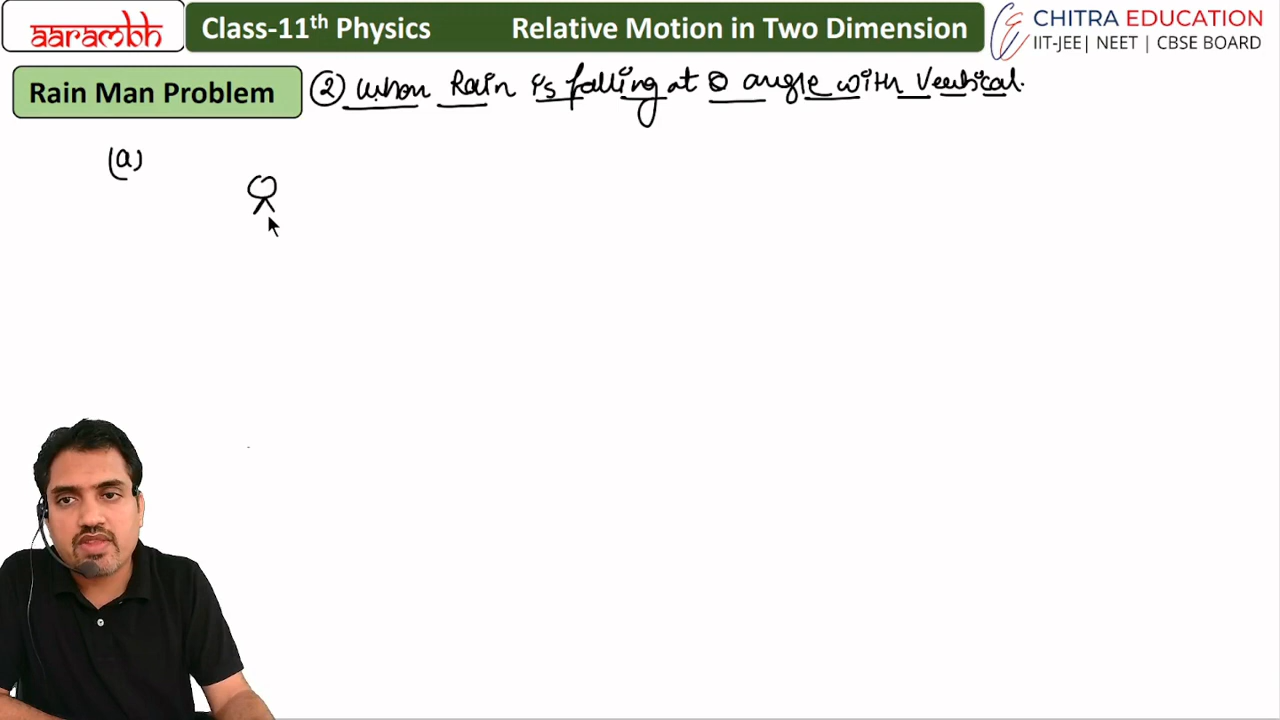 aarambh
Class-11th Physics Relative Motion in Two Dimension
CHITRA EDUCATION
IIT-JEE| NEET | CBSE BOARD
Rain Man Problem
② When Rain is falling at θ angle with Vertical.
(a)